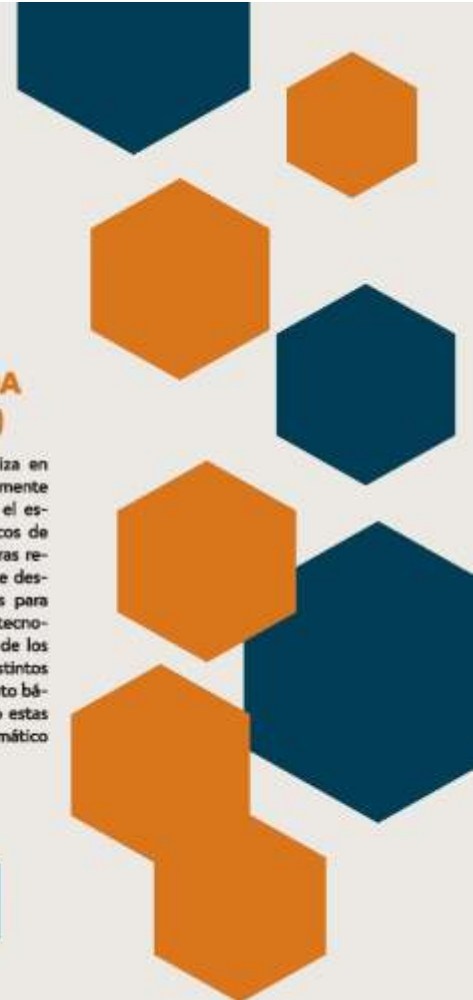 A
)
iza en
mente
el es-
cos de
ras re-
e des-
s para
tecno-
de los
stintos
to bá-
o estas
mático